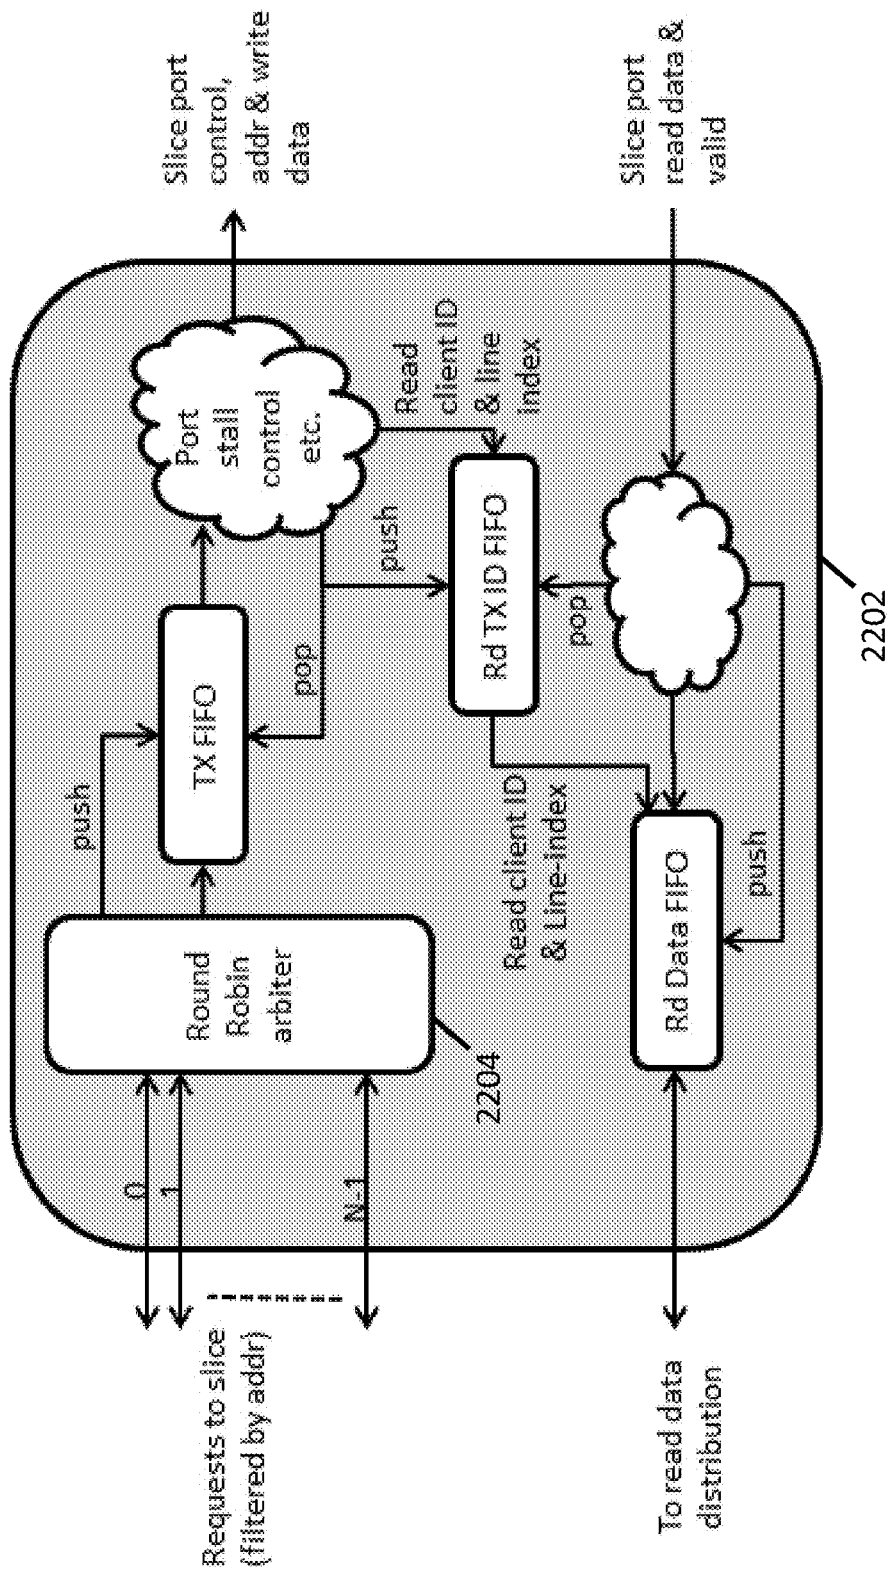 Requests to slice
(filtered by addr)
0
1
N-1
Round
Robin
arbiter
2204
push
TX FIFO
pop
Port
stall
control
etc.
Slice port
control,
addr & write
data
push
Read
client ID
& line
index
Rd TX ID FIFO
pop
Read client ID
& Line-index
Rd Data FIFO
push
To read data
distribution
Slice port
read data &
valid
2202